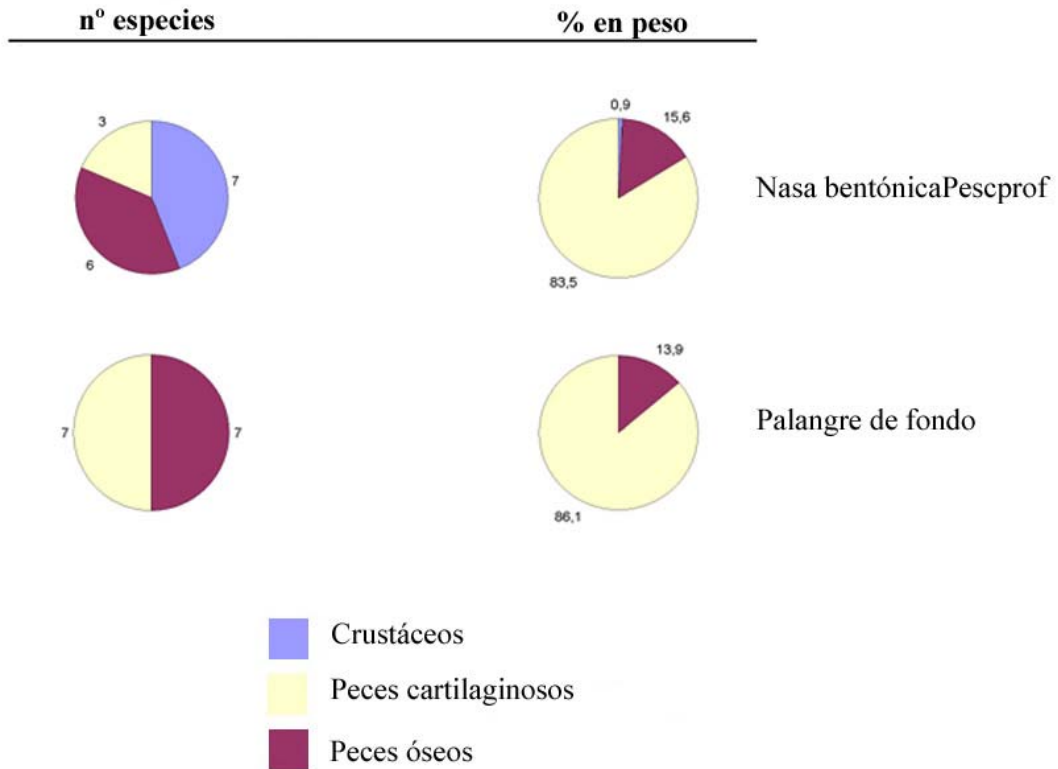 nº especies % en peso
3
7
6
0,9
15,6
83,5
Nasa bentónicaPescprof
7
7
13,9
86,1
Palangre de fondo
Crustáceos
Peces cartilaginosos
Peces óseos